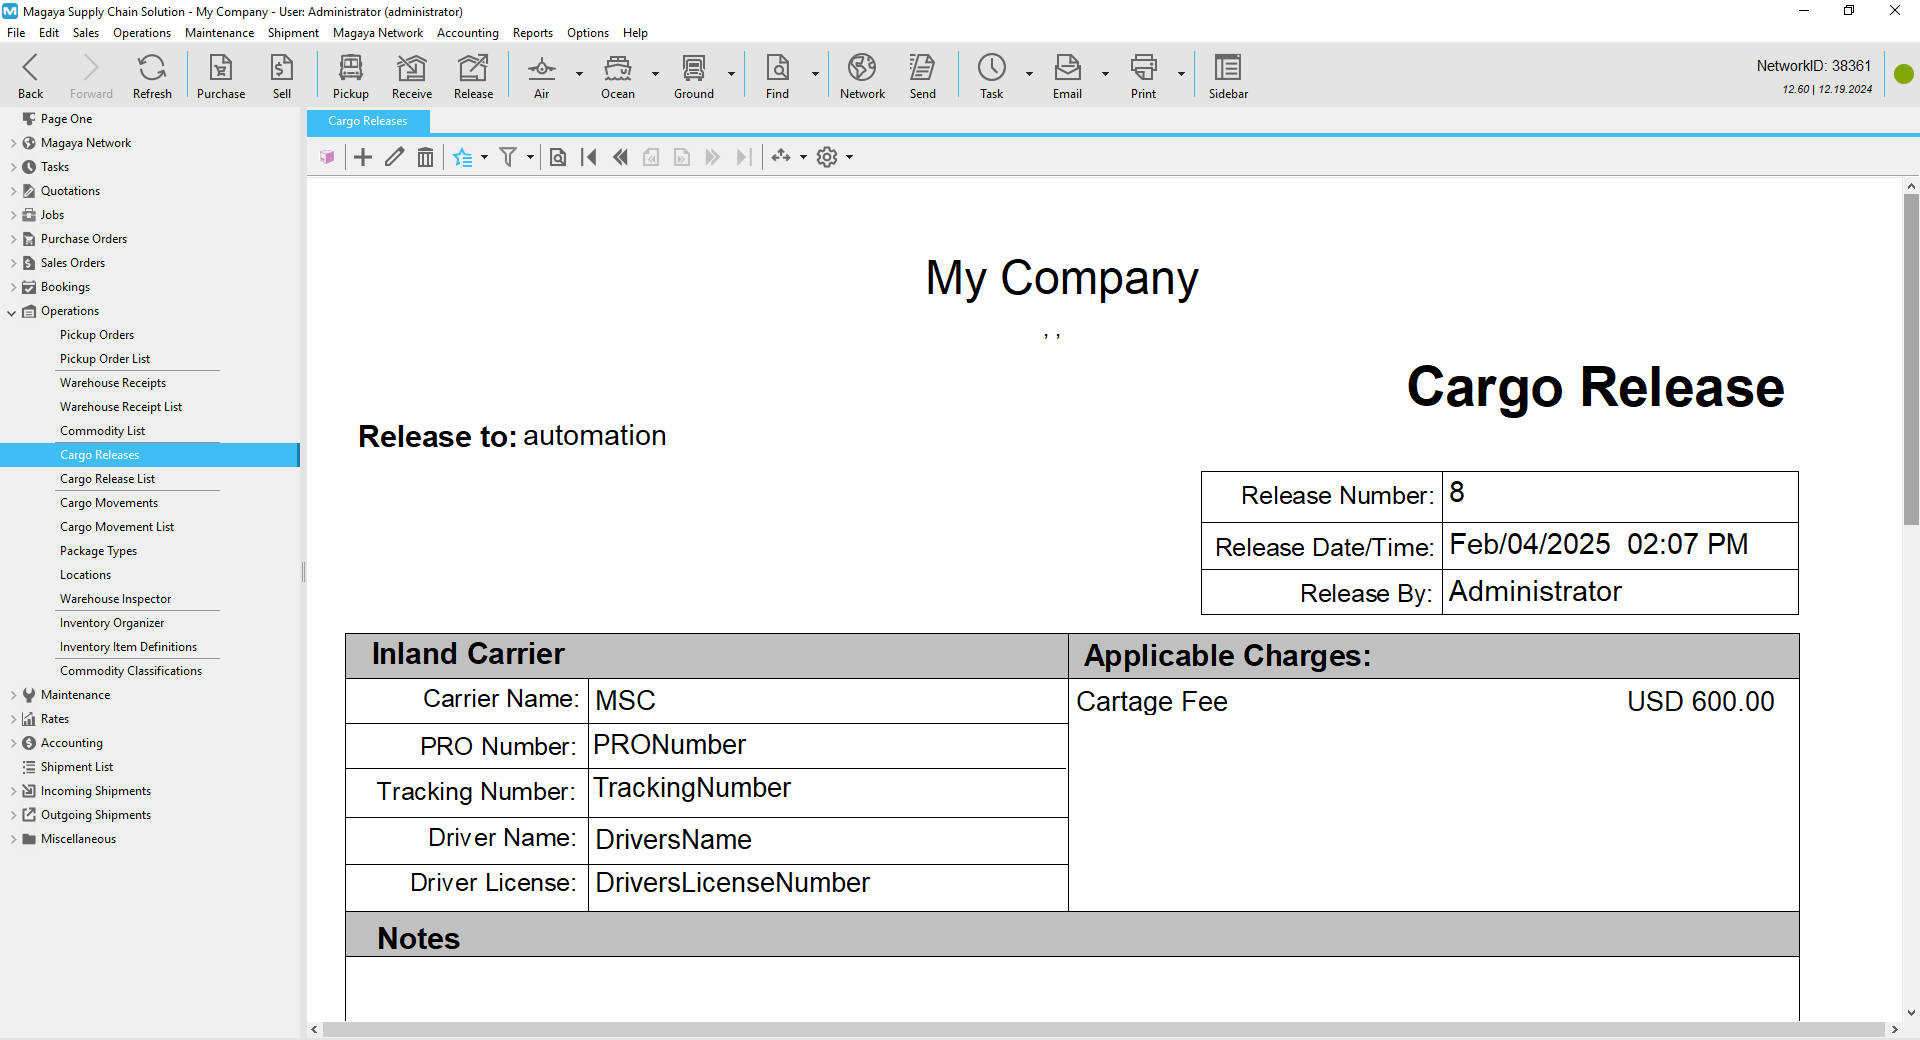 Magaya Supply Chain Solution - My Company - User: Administrator (administrator)
File Edit Sales Operations Maintenance Shipment Magaya Network Accounting Reports Options Help
Back Forward Refresh Purchase Sell Pickup Receive Release Air Ocean Ground Find Network Send Task Email Print Sidebar
NetworkID: 38361
12.60 | 12.19.2024
Page One
Magaya Network
Tasks
Quotations
Jobs
Purchase Orders
Sales Orders
Bookings
Operations
Pickup Orders
Pickup Order List
Warehouse Receipts
Warehouse Receipt List
Commodity List
Cargo Releases
Cargo Release List
Cargo Movements
Cargo Movement List
Package Types
Locations
Warehouse Inspector
Inventory Organizer
Inventory Item Definitions
Commodity Classifications
Maintenance
Rates
Accounting
Shipment List
Incoming Shipments
Outgoing Shipments
Miscellaneous
Cargo Releases
My Company
, ,
Cargo Release
Release to: automation
Release Number: 8
Release Date/Time: Feb/04/2025 02:07 PM
Release By: Administrator
Inland Carrier
Carrier Name: MSC
PRO Number: PRONumber
Tracking Number: TrackingNumber
Driver Name: DriversName
Driver License: DriversLicenseNumber
Applicable Charges:
Cartage Fee USD 600.00
Notes